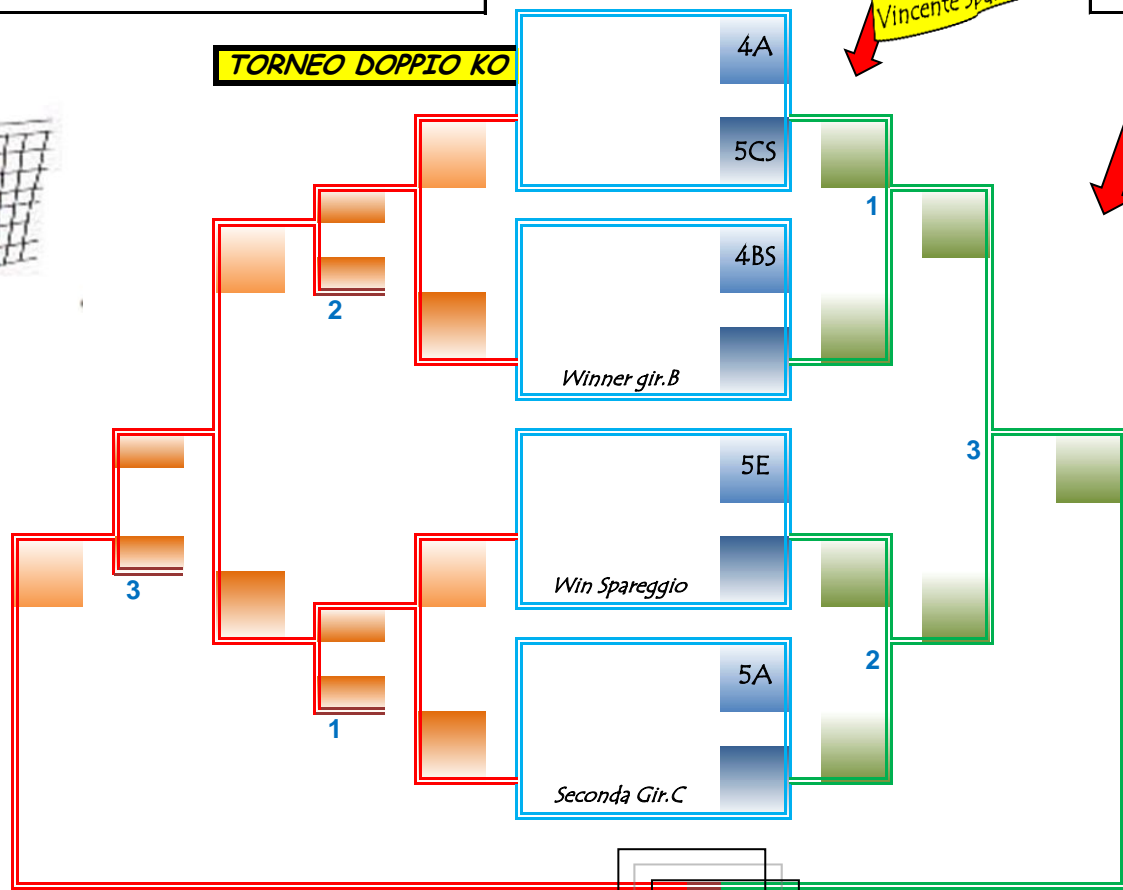 Vincente
TORNEO DOPPIO KO
4A
5CS
1
4BS
2
Winner gir.B
5E
3
Win Spareggio
3
5A
2
1
Seconda Gir.C